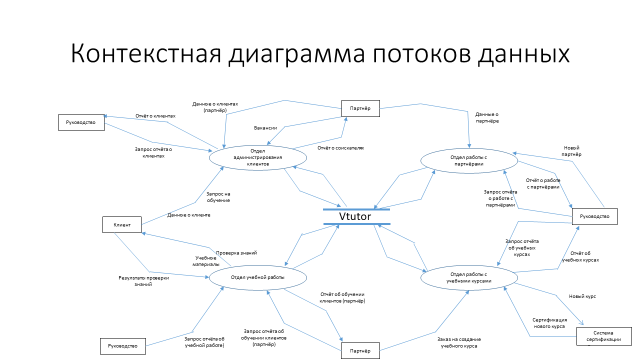 Контекстная диаграмма потоков данных
Данное о клиентах
(партнёр)
Партнёр
Руководство
Отчёт о клиентах
Данные о
партнёре
Вакансии
Запрос отчёта о
клиентах
Отдел
администрирования
клиентов
Отчёт о соискателе
Отдел работы с
партнёрами
Новый
партнёр
Отчёт о работе
с партнёрами
Запрос на
обучение
Запрос отчёта
о работе с
партнёрами
Данное о клиенте
Vtutor
Руководство
Клиент
Проверка знаний
Учебные
материалы
Запрос отчёта
об учебных
курсах
Отчёт об
учебных курсах
Результаты проверки
знаний
Отдел учебной работы
Отдел работы с
учебными курсами
Отчёт об обучении
клиентов (партнёр)
Новый курс
Сертификация
нового курса
Система
сертификации
Запрос отчёта об
учебной работе)
Запрос отчёта об
обучении клиентов
(партнёр)
Заказ на создание
учебного курса
Руководство
Партнёр